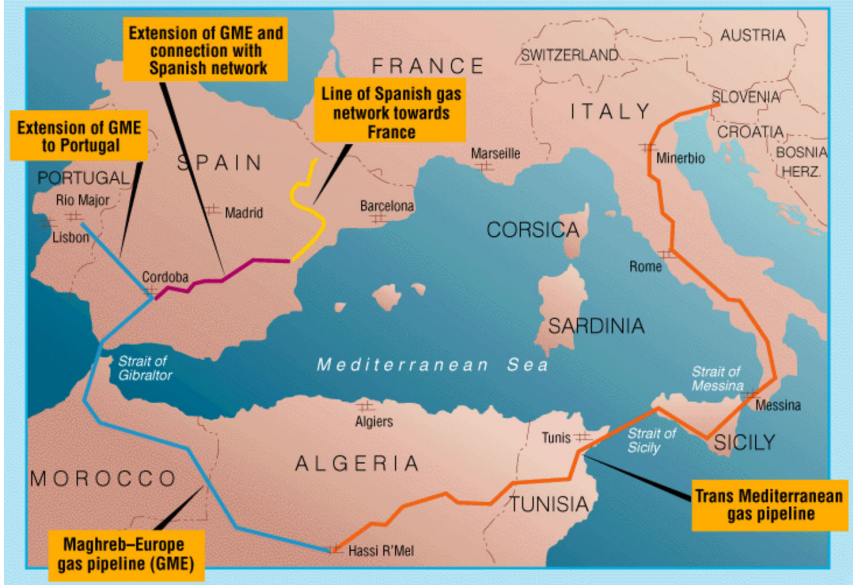 Extension of GME and
connection with
Spanish network
AUSTRIA
SWITZERLAND
FRANCE
Line of Spanish gas
network towards
France
SLOVENIA
ITALY
Extension of GME
to Portugal
CROATIA
Minerbio
BOSNIA
HERZ.
Marseille
SPAIN
PORTUGAL
Rio Major
Madrid
Barcelona
Lisbon
CORSICA
Rome
Cordoba
SARDINIA
Strait of
Gibraltor
Mediterranean Sea
Strait of
Messina
Messina
Algiers
Tunis
Strait of
Sicily
SICILY
ALGERIA
MOROCCO
TUNISIA
Trans Mediterranean
gas pipeline
Maghreb–Europe
gas pipeline (GME)
Hassi R'Mel